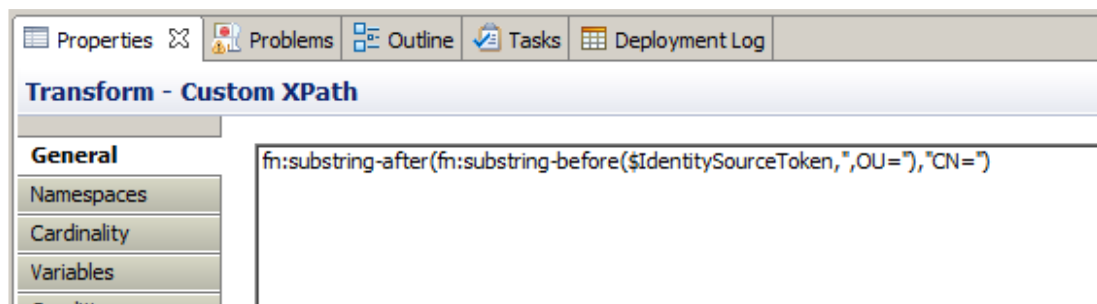 Properties Problems Outline Tasks Deployment Log
Transform - Custom XPath
General
fn:substring-after(fn:substring-before($IdentitySourceToken,",OU="),"CN=")
Namespaces
Cardinality
Variables